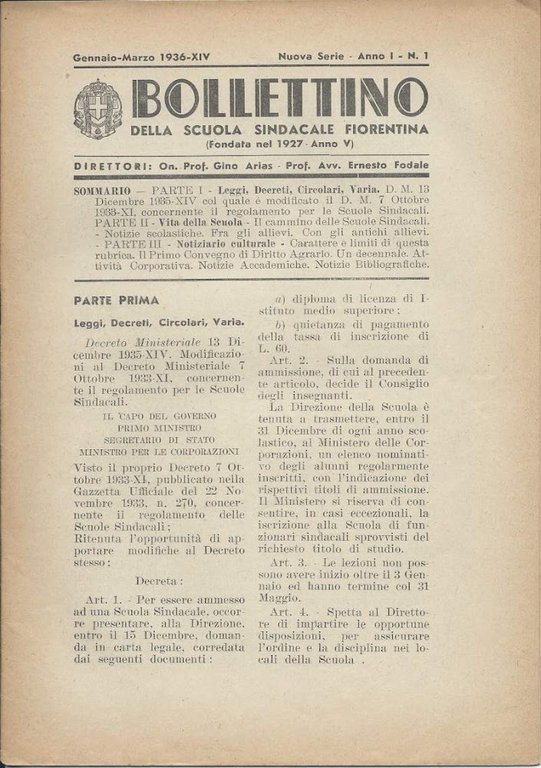 Gennaio-Marzo 1936-XIV
Nuova Serie - Anno I - N. 1
BOLLETTINO
DELLA SCUOLA SINDACALE FIORENTINA
(Fondata nel 1927 - Anno V)
DIRETTORI: On. Prof. Gino Arias - Prof. Avv. Ernesto Fodale
SOMMARIO — PARTE I - Leggi, Decreti, Circolari, Varia. D. M. 13
Dicembre 1935-XIV col quale è modificato il D. M. 7 Ottobre
1933-XI, concernente il regolamento per le Scuole Sindacali.
PARTE II - Vita della Scuola - Il cammino delle Scuole Sindacali.
- Notizie scolastiche. Fra gli allievi. Con gli antichi allievi.
- PARTE III - Notiziario culturale - Carattere e limiti di questa
rubrica. Il Primo Convegno di Diritto Agrario. Un decennale. At-
tività Corporativa. Notizie Accademiche. Notizie Bibliografiche.
PARTE PRIMA
Leggi, Decreti, Circolari, Varia.
Decreto Ministeriale 13 Di-
cembre 1935-XIV. Modificazio-
ni al Decreto Ministeriale 7
Ottobre 1933-XI, concernen-
te il regolamento per le Scuole
Sindacali.
IL CAPO DEL GOVERNO
PRIMO MINISTRO
SEGRETARIO DI STATO
MINISTRO PER LE CORPORAZIONI
Visto il proprio Decreto 7 Ot-
tobre 1933-XI, pubblicato nella
Gazzetta Ufficiale del 22 No-
vembre 1933, n. 270, concer-
nente il regolamento delle
Scuole Sindacali;
Ritenuta l'opportunità di ap-
portare modifiche al Decreto
stesso;
Decreta:
Art. 1. - Per essere ammesso
ad una Scuola Sindacale, occor-
re presentare, alla Direzione,
entro il 15 Dicembre, doman-
da in carta legale, corredata
dai seguenti documenti:
a) diploma di licenza di I-
stituto medio superiore;
b) quietanza di pagamento
della tassa di inscrizione di
L. 60.
Art. 2. - Sulla domanda di
ammissione, di cui al preceden-
te articolo, decide il Consiglio
degli insegnanti.
La Direzione della Scuola è
tenuta a trasmettere, entro il
31 Dicembre di ogni anno sco-
lastico, al Ministero delle Cor-
porazioni, un elenco nominati-
vo degli alunni regolarmente
inscritti, con l'indicazione dei
rispettivi titoli di ammissione.
Il Ministero si riserva di con-
sentire, in casi eccezionali, la
iscrizione alla Scuola di fun-
zionari sindacali sprovvisti del
richiesto titolo di studio.
Art. 3. - Le lezioni non pos-
sono avere inizio oltre il 3 Gen-
naio ed hanno termine col 31
Maggio.
Art. 4. - Spetta al Diretto-
re di impartire le opportune
disposizioni, per assicurare
l'ordine e la disciplina nei lo-
cali della Scuola .